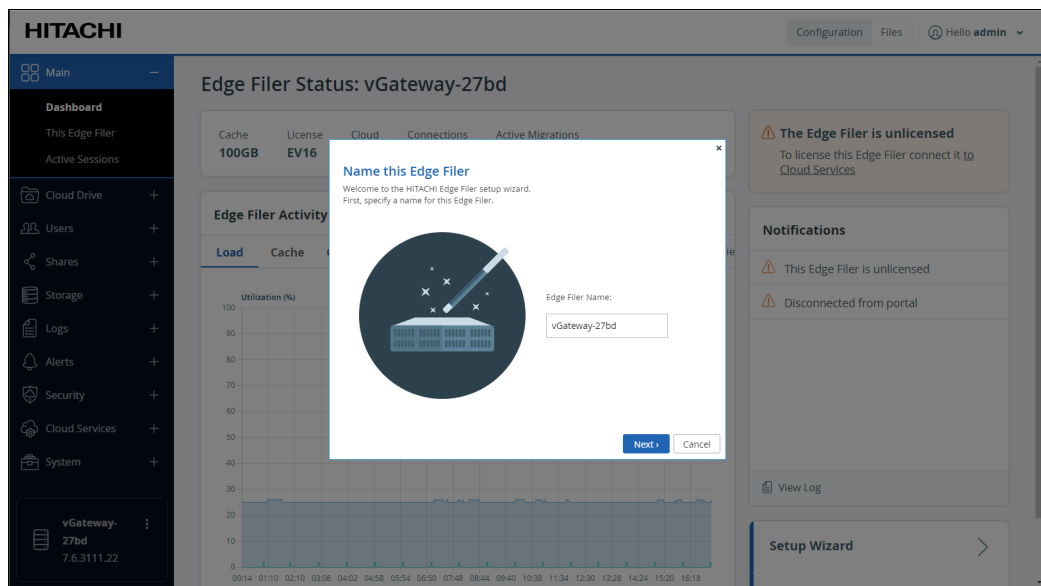 HITACHI
Configuration Files Hello admin
Main
Dashboard
This Edge Filer
Active Sessions
Cloud Drive
Users
Shares
Storage
Logs
Alerts
Security
Cloud Services
System
vGateway-
27bd
7.6.3111.22
Edge Filer Status: vGateway-27bd
Cache License Cloud Connections Active Migrations
100GB EV16
Edge Filer Activity
Load Cache
Utilization (%)
100
90
80
70
60
50
40
30
20
10
0
00:14 01:10 02:10 03:06 04:02 04:58 05:54 06:50 07:48 08:44 09:40 10:38 11:34 12:30 13:28 14:24 15:20 16:18
Name this Edge Filer
Welcome to the HITACHI Edge Filer setup wizard.
First, specify a name for this Edge Filer.
Edge Filer Name:
vGateway-27bd
Next ›
Cancel
The Edge Filer is unlicensed
To license this Edge Filer connect it to
Cloud Services
Notifications
This Edge Filer is unlicensed
Disconnected from portal
View Log
Setup Wizard